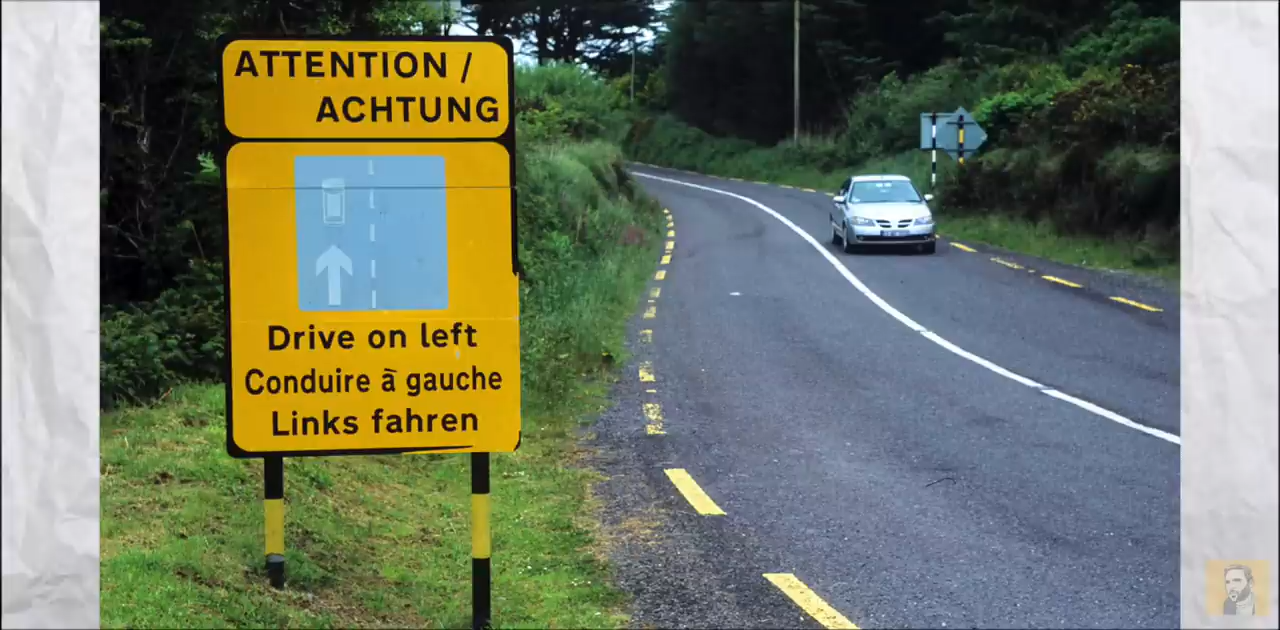 ATTENTION /
ACHTUNG
Drive on left
Conduire à gauche
Links fahren